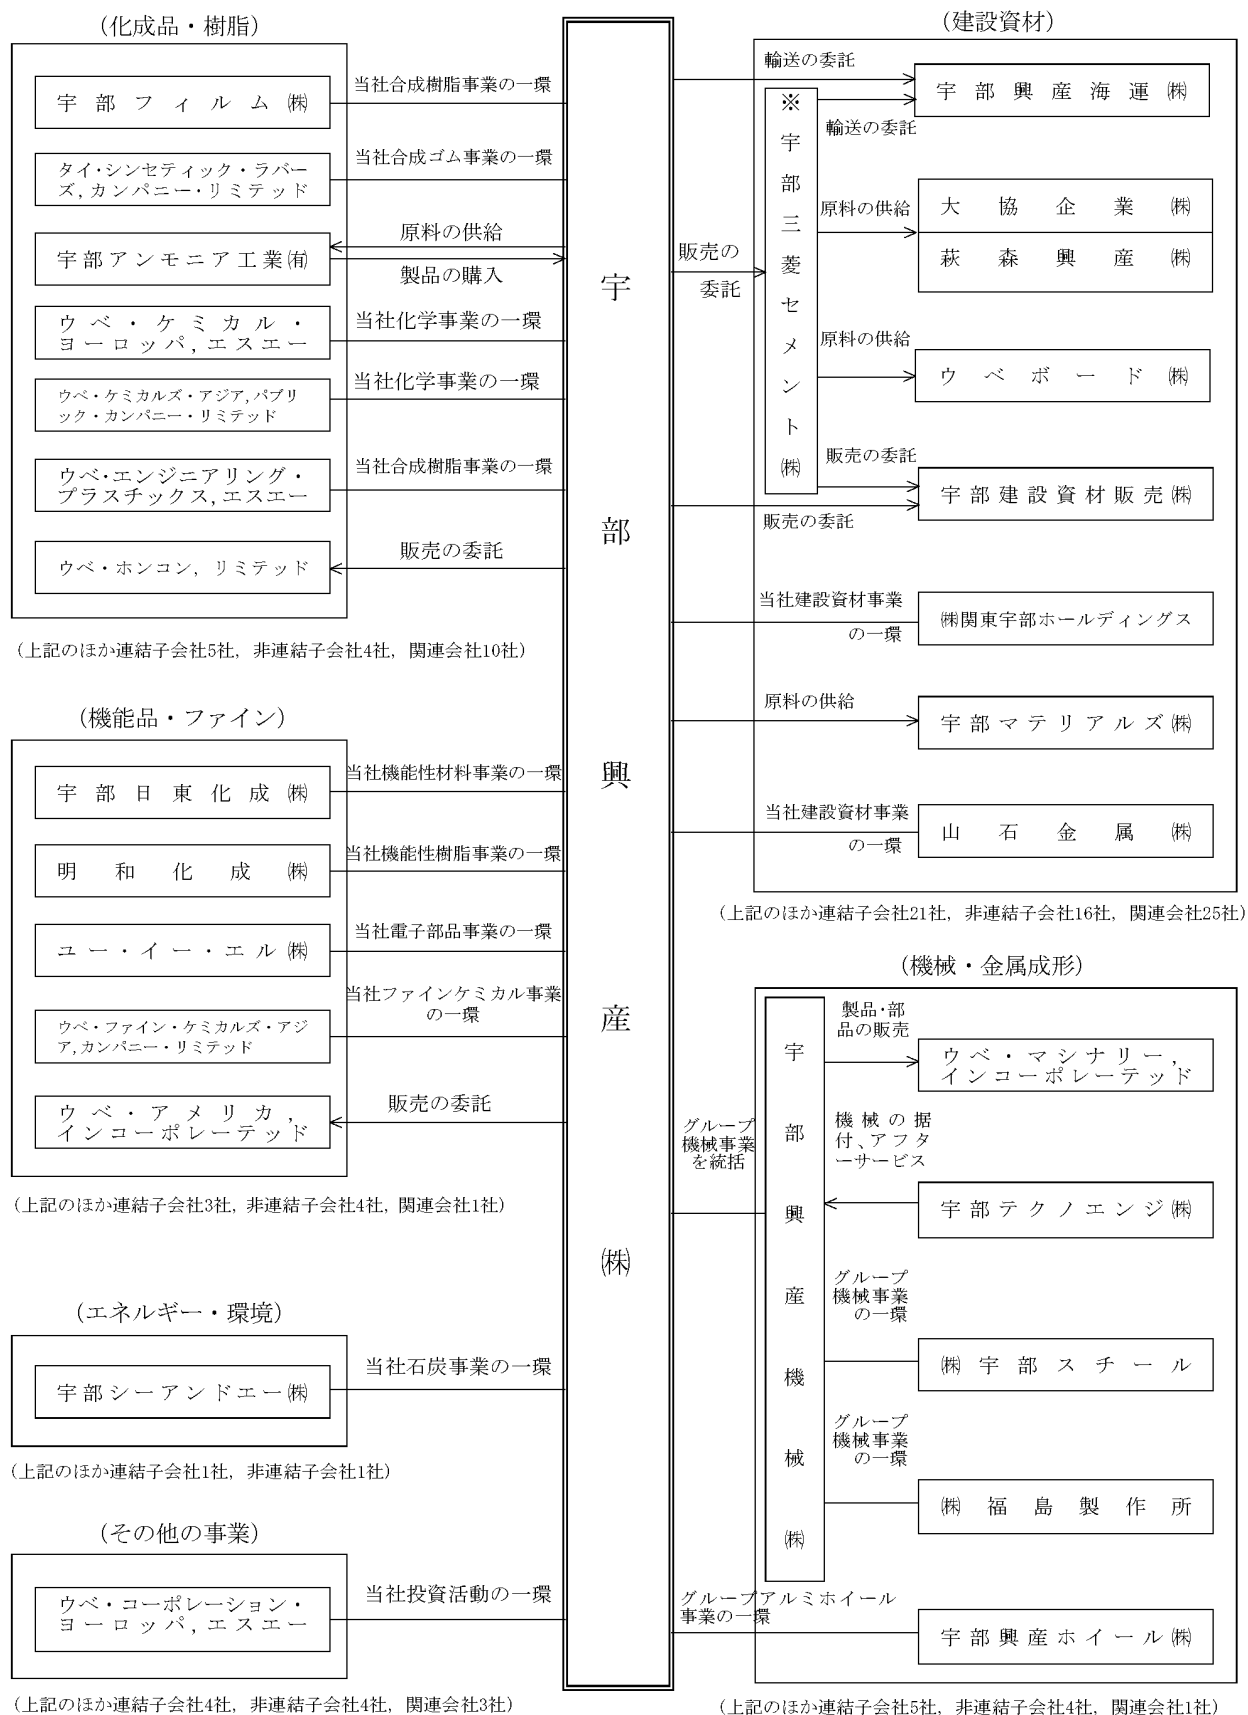 (化成品・樹脂)
宇部フィルム㈱
当社合成樹脂事業の一環
タイ・シンセティック・ラバー
ズ,カンパニー・リミテッド
当社合成ゴム事業の一環
宇部アンモニア工業㈲
原料の供給
製品の購入
ウベ・ケミカル・
ヨーロッパ,エスエー
当社化学事業の一環
ウベ・ケミカルズ・アジア,パブリ
ック・カンパニー・リミテッド
当社化学事業の一環
ウベ・エンジニアリング・
プラスチックス,エスエー
当社合成樹脂事業の一環
ウベ・ホンコン, リミテッド
販売の委託
(上記のほか連結子会社5社, 非連結子会社4社, 関連会社10社)
(機能品・ファイン)
宇部日東化成㈱
当社機能性材料事業の一環
明和化成㈱
当社機能性樹脂事業の一環
ユー・イー・エル㈱
当社電子部品事業の一環
ウベ・ファイン・ケミカルズ・アジ
ア,カンパニー・リミテッド
当社ファインケミカル事業
の一環
ウベ・アメリカ,
インコーポレーテッド
販売の委託
(上記のほか連結子会社3社, 非連結子会社4社, 関連会社1社)
(エネルギー・環境)
宇部シーアンドエー㈱
当社石炭事業の一環
(上記のほか連結子会社1社, 非連結子会社1社)
(その他の事業)
ウベ・コーポレーション・
ヨーロッパ,エスエー
当社投資活動の一環
(上記のほか連結子会社4社, 非連結子会社4社, 関連会社3社)
宇部興産㈱
(建設資材)
輸送の委託
宇部興産海運㈱
輸送の委託
※宇部三菱セメント㈱
販売の
委託
原料の供給
大協企業㈱
萩森興産㈱
原料の供給
ウベボード㈱
販売の委託
宇部建設資材販売㈱
販売の委託
当社建設資材事業
の一環
㈱関東宇部ホールディングス
原料の供給
宇部マテリアルズ㈱
当社建設資材事業
の一環
山石金属㈱
(上記のほか連結子会社21社, 非連結子会社16社, 関連会社25社)
(機械・金属成形)
グループ
機械事業
を統括
宇部興産機械㈱
製品・部
品の販売
ウベ・マシナリー,
インコーポレーテッド
機械の据
付、アフタ
ーサービス
宇部テクノエンジ㈱
グループ
機械事業
の一環
㈱宇部スチール
グループ
機械事業
の一環
㈱福島製作所
グループアルミホイール
事業の一環
宇部興産ホイール㈱
(上記のほか連結子会社5社, 非連結子会社4社, 関連会社1社)